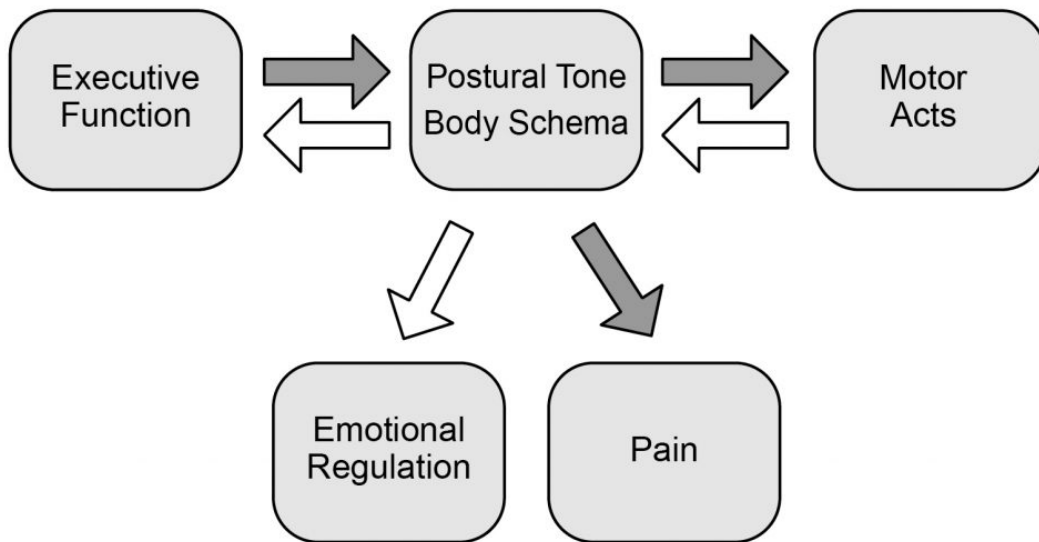 Executive
Function
Postural Tone
Body Schema
Motor
Acts
Emotional
Regulation
Pain